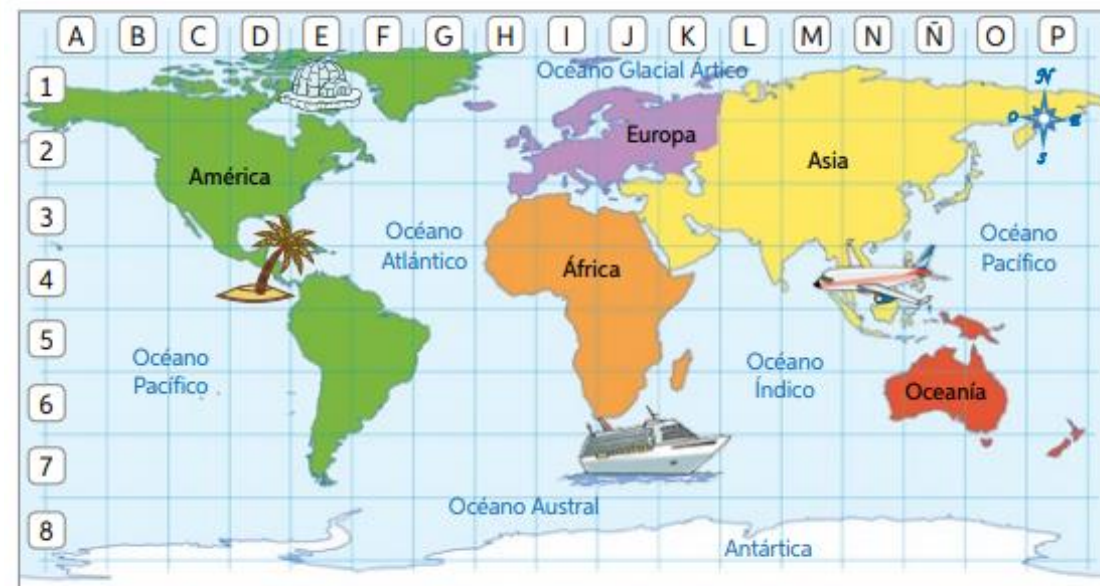 A B C D E F G H I J K L M N Ñ O P
1
Océano Glacial Ártico
N
O
E
S
2
Europa
América
Asia
3
Océano
Atlántico
Océano
Pacífico
4
África
5
Océano
Pacífico
Océano
Índico
6
Oceanía
7
Océano Austral
8
Antártica